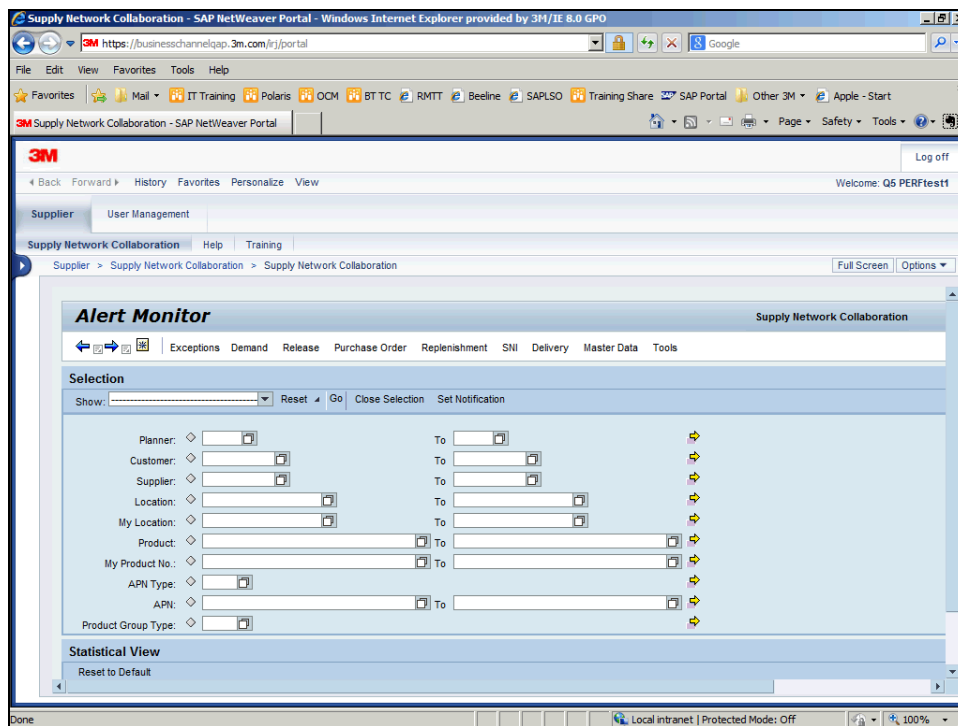 Supply Network Collaboration - SAP NetWeaver Portal - Windows Internet Explorer provided by 3M/IE 8.0 GPO
3M https://businesschannelqap.3m.com/irj/portal
Google
File Edit View Favorites Tools Help
Favorites Mail IT Training Polaris OCM BT TC RMTT Beeline SAPLSO Training Share SAP Portal Other 3M Apple - Start
3M Supply Network Collaboration - SAP NetWeaver Portal
Page Safety Tools
3M
Log off
Back Forward History Favorites Personalize View
Welcome: Q5 PERFtest1
Supplier User Management
Supply Network Collaboration Help Training
Supplier > Supply Network Collaboration > Supply Network Collaboration
Full Screen Options
Alert Monitor
Supply Network Collaboration
Exceptions Demand Release Purchase Order Replenishment SNI Delivery Master Data Tools
Selection
Show: Reset Go Close Selection Set Notification
Planner: To
Customer: To
Supplier: To
Location: To
My Location: To
Product: To
My Product No.: To
APN Type:
APN: To
Product Group Type:
Statistical View
Reset to Default
Done
Local intranet | Protected Mode: Off
100%